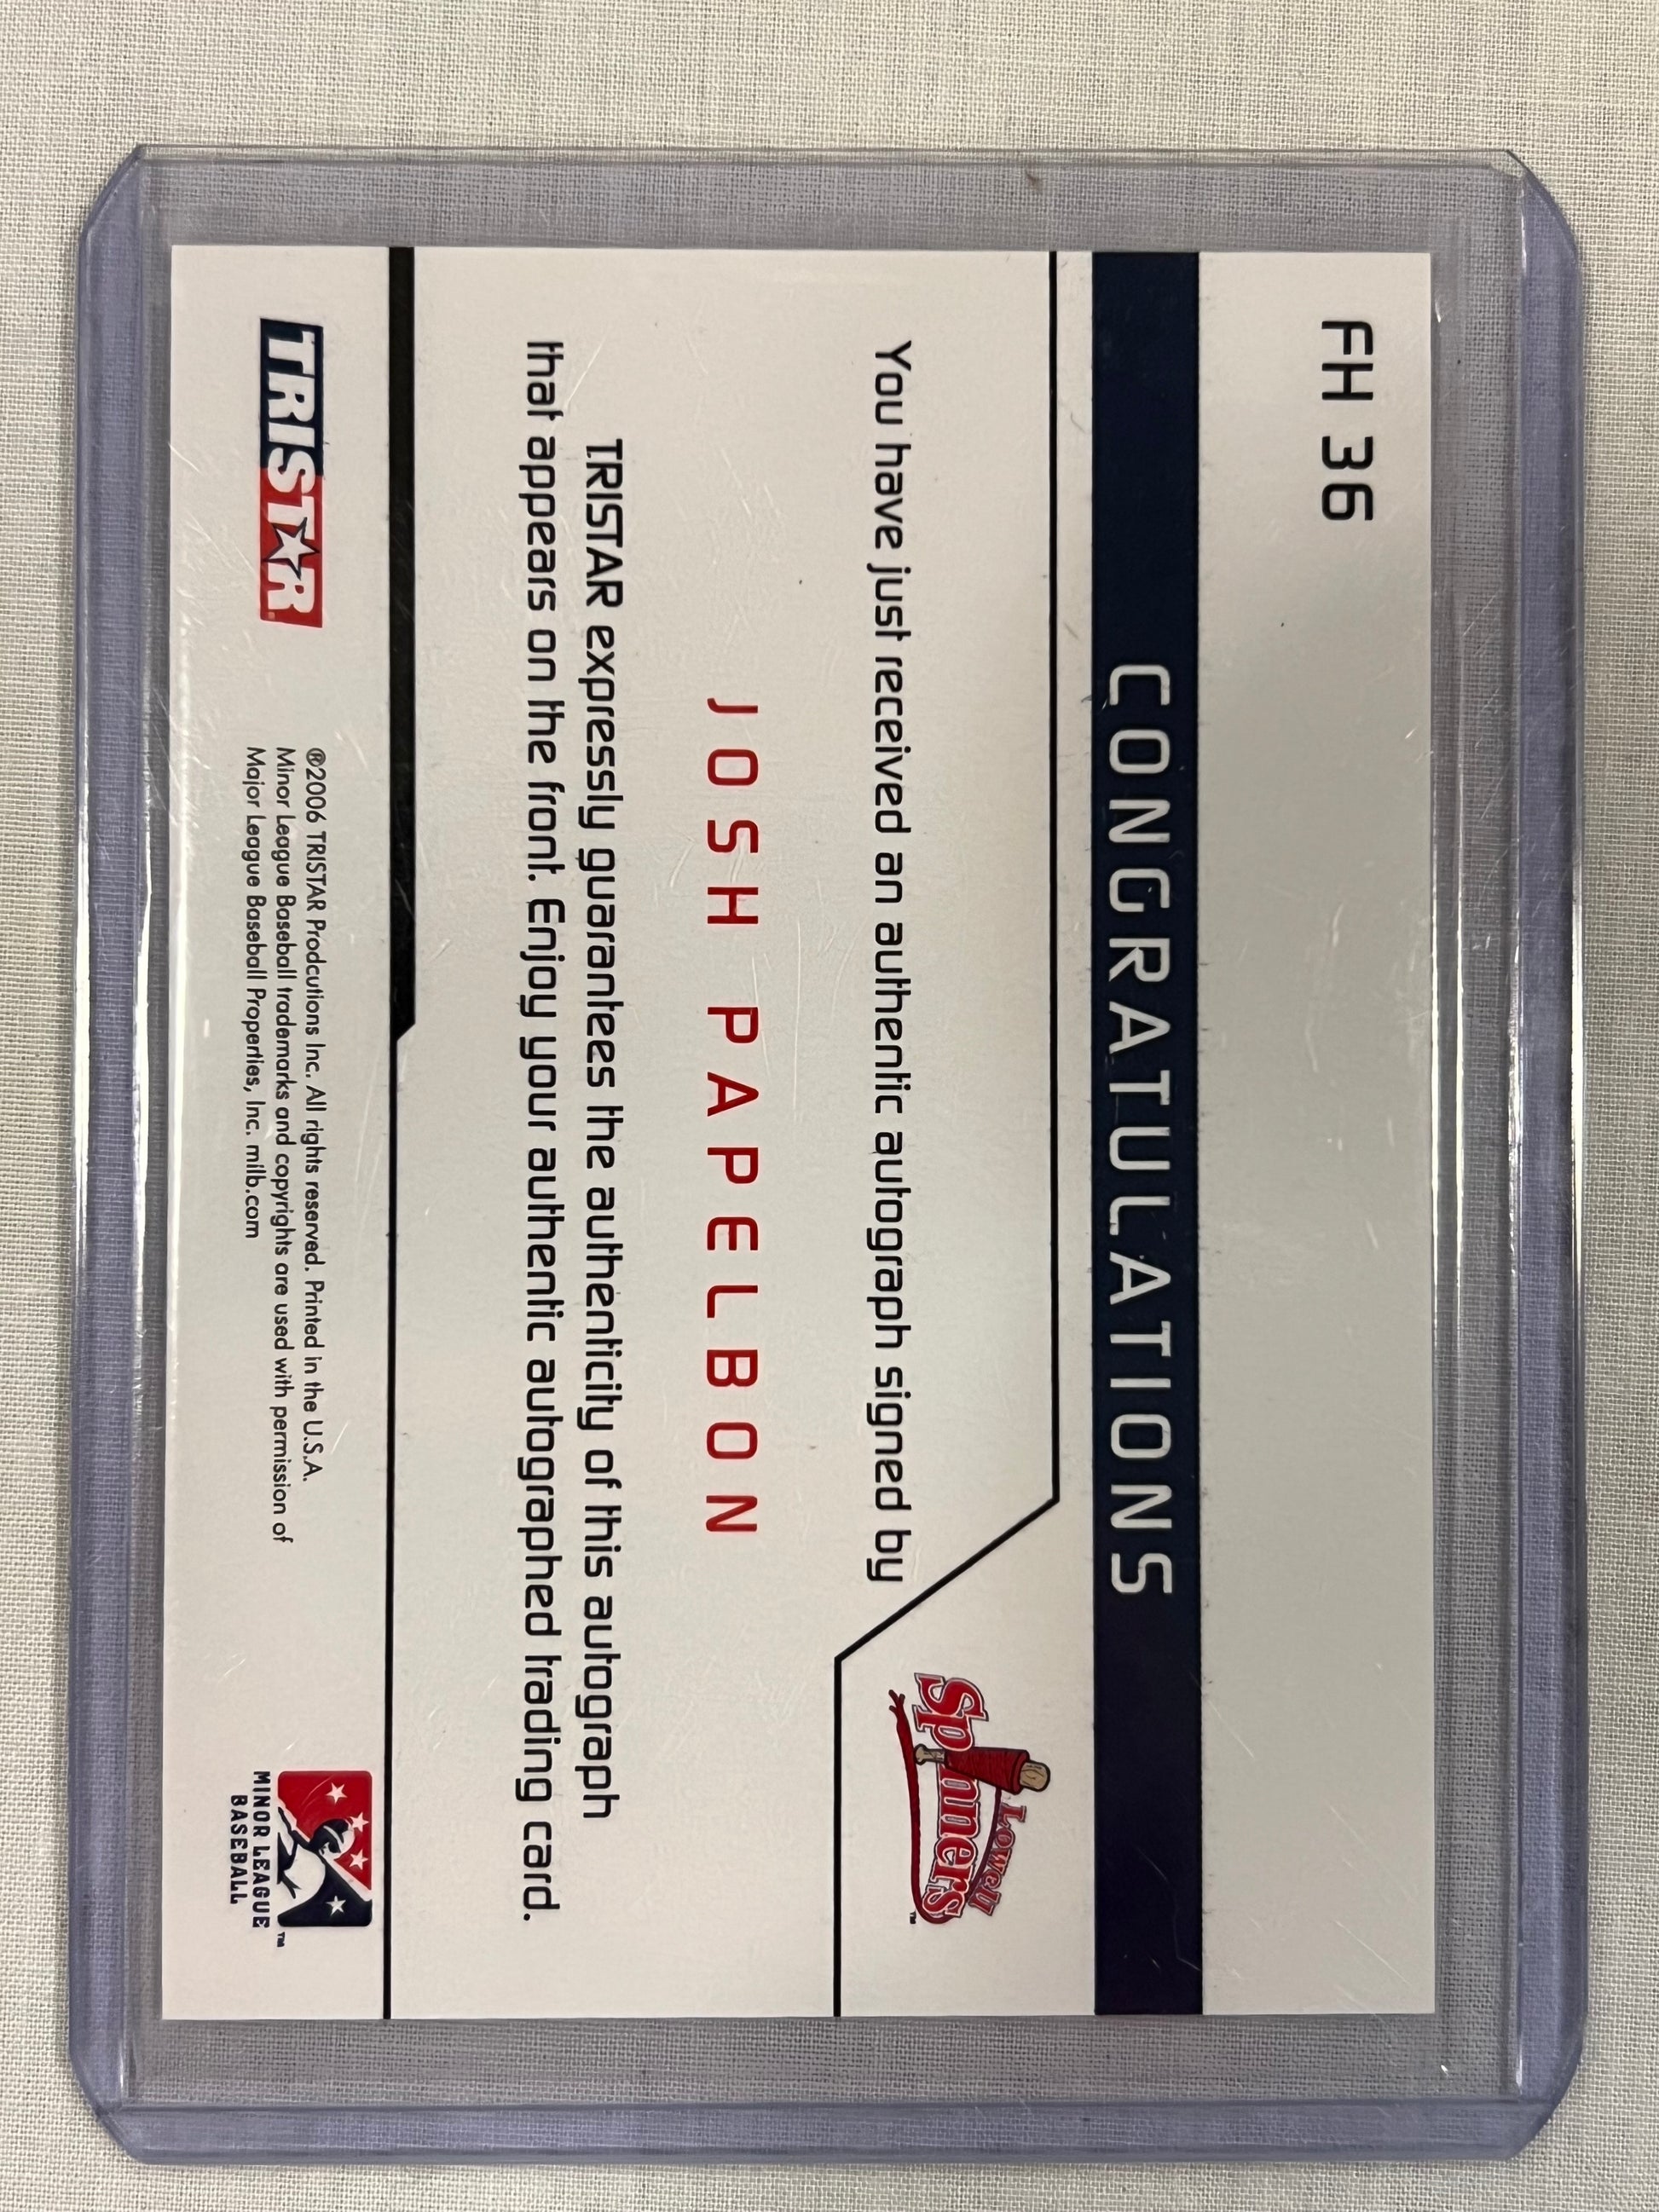 FH 36
CONGRATULATIONS
Lowell
Spinners™
You have just received an authentic autograph signed by
JOSH PAPELBON
TRISTAR expressly guarantees the authenticity of this autograph
that appears on the front. Enjoy your authentic autographed trading card.
TRISTAR
®2006 TRISTAR Prodcutions Inc. All rights reserved. Printed in the U.S.A.
Minor League Baseball trademarks and copyrights are used with permission of
Major League Baseball Properties, Inc. milb.com
MINOR LEAGUE™
BASEBALL